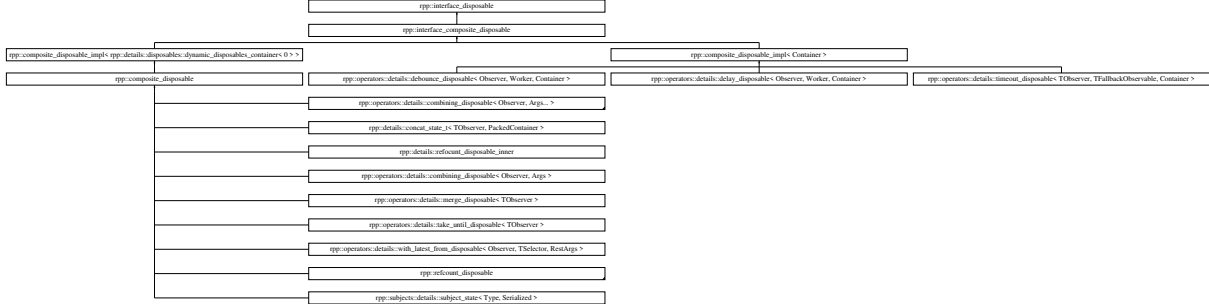 rpp::interface_disposable
rpp::interface_composite_disposable
rpp::composite_disposable_impl< rpp::details::disposables::dynamic_disposables_container< 0 > >
rpp::composite_disposable_impl< Container >
rpp::composite_disposable
rpp::operators::details::debounce_disposable< Observer, Worker, Container >
rpp::operators::details::delay_disposable< Observer, Worker, Container >
rpp::operators::details::timeout_disposable< TObserver, TFallbackObservable, Container >
rpp::operators::details::combining_disposable< Observer, Args... >
rpp::details::concat_state_t< TObserver, PackedContainer >
rpp::details::refocunt_disposable_inner
rpp::operators::details::combining_disposable< Observer, Args >
rpp::operators::details::merge_disposable< TObserver >
rpp::operators::details::take_until_disposable< TObserver >
rpp::operators::details::with_latest_from_disposable< Observer, TSelector, RestArgs >
rpp::refcount_disposable
rpp::subjects::details::subject_state< Type, Serialized >